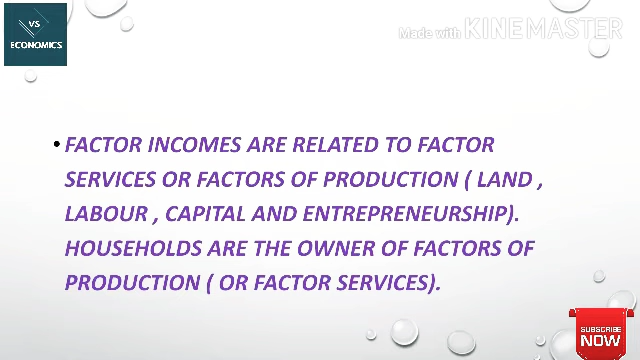 VS
ECONOMICS
Made with KINEMASTER
• FACTOR INCOMES ARE RELATED TO FACTOR
SERVICES OR FACTORS OF PRODUCTION ( LAND ,
LABOUR , CAPITAL AND ENTREPRENEURSHIP).
HOUSEHOLDS ARE THE OWNER OF FACTORS OF
PRODUCTION ( OR FACTOR SERVICES).
SUBSCRIBE
NOW